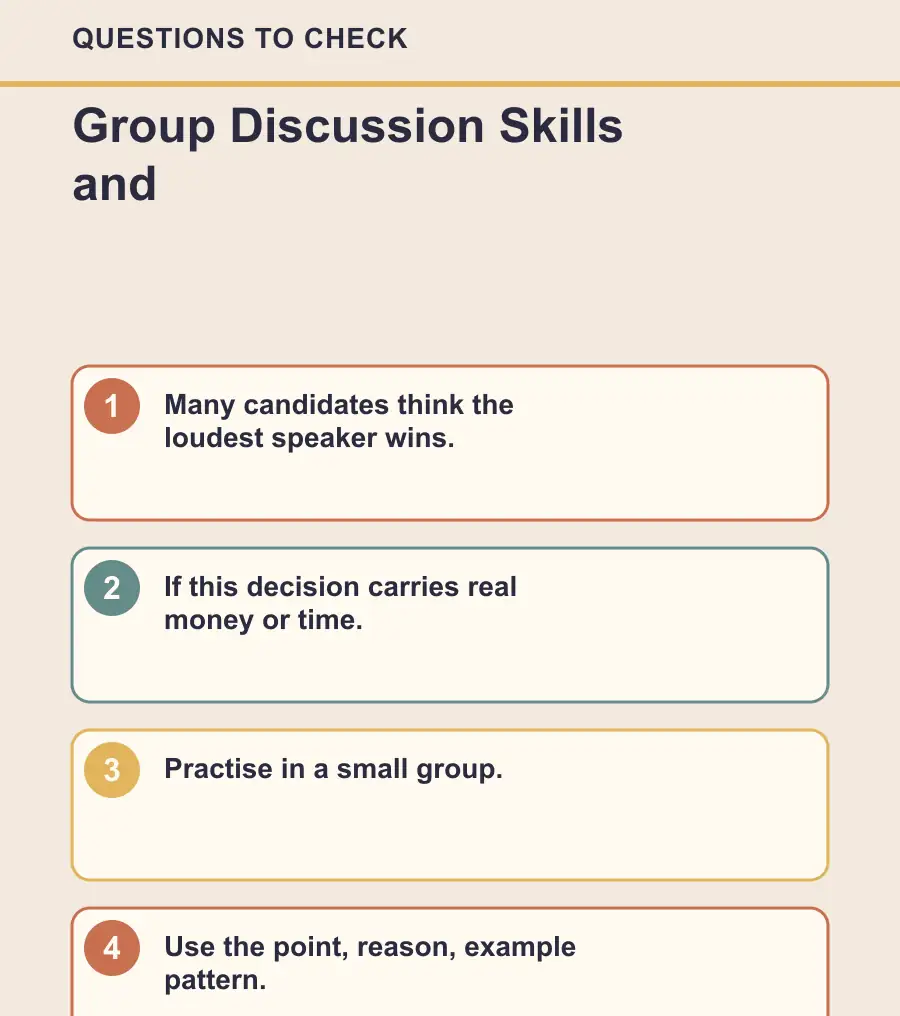 QUESTIONS TO CHECK
Group Discussion Skills
and
1
Many candidates think the
loudest speaker wins.
2
If this decision carries real
money or time.
3
Practise in a small group.
4
Use the point, reason, example
pattern.